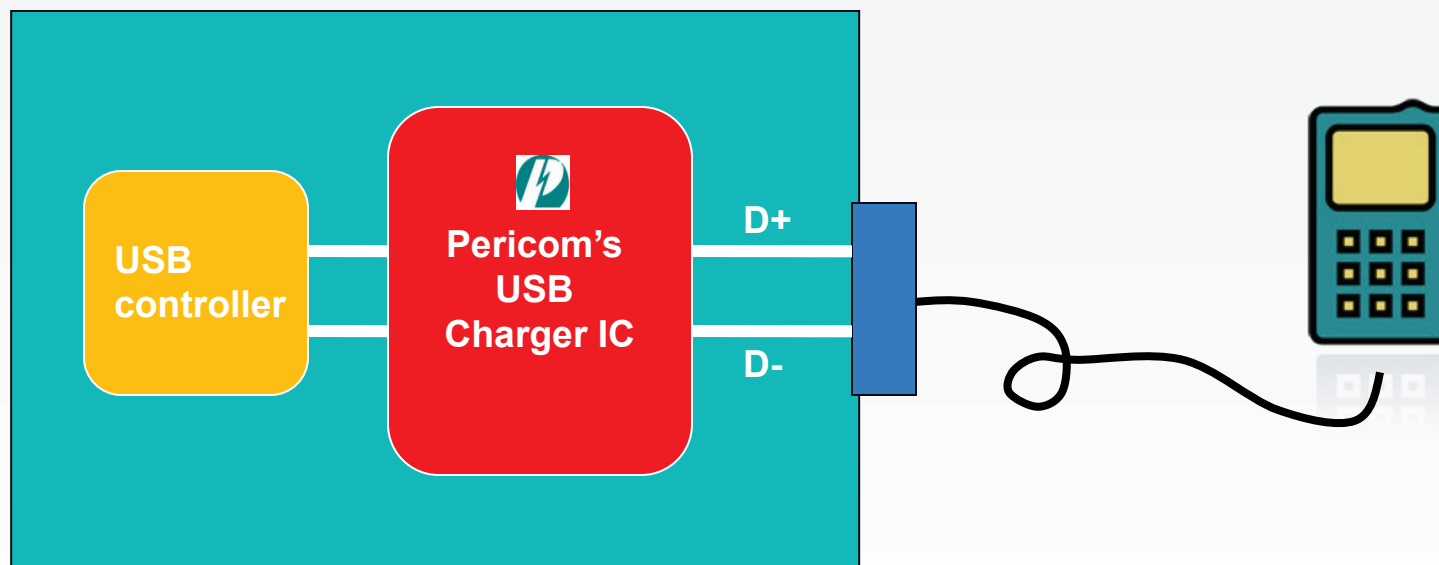 USB
controller
Pericom’s
USB
Charger IC
D+
D-